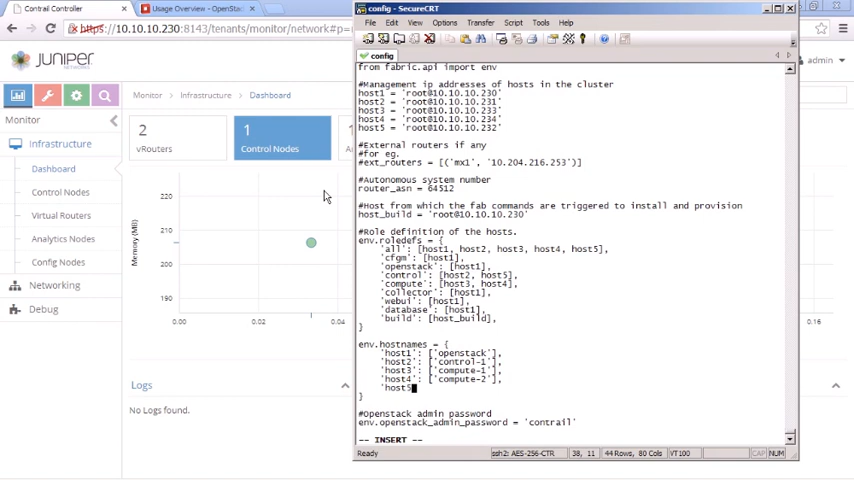 Contrail Controller
Usage Overview - OpenSt
https://10.10.10.230:8143/tenants/monitor/network#p=
JUNIPER
NETWORKS
admin
Monitor
Infrastructure
Dashboard
Control Nodes
Virtual Routers
Analytics Nodes
Config Nodes
Networking
Debug
Monitor
Infrastructure
Dashboard
2
vRouters
1
Control Nodes
Memory (MB)
220
210
200
190
0.00
0.02
0.04
0.16
Logs
No Logs found.
config - SecureCRT
File Edit View Options Transfer Script Tools Help
config
from fabric.api import env
#Management ip addresses of hosts in the cluster
host1 = 'root@10.10.10.230'
host2 = 'root@10.10.10.231'
host3 = 'root@10.10.10.233'
host4 = 'root@10.10.10.234'
host5 = 'root@10.10.10.232'
#External routers if any
#for eg.
#ext_routers = [('mx1', '10.204.216.253')]
#Autonomous system number
router_asn = 64512
#Host from which the fab commands are triggered to install and provision
host_build = 'root@10.10.10.230'
#Role definition of the hosts.
env.roledefs = {
'all': [host1, host2, host3, host4, host5],
'cfgm': [host1],
'openstack': [host1],
'control': [host2, host5],
'compute': [host3, host4],
'collector': [host1],
'webui': [host1],
'database': [host1],
'build': [host_build],
}
env.hostnames = {
'host1': ['openstack'],
'host2': ['control-1'],
'host3': ['compute-1'],
'host4': ['compute-2'],
'host5
}
#Openstack admin password
env.openstack_admin_password = 'contrail'
-- INSERT --
Ready
ssh2: AES-256-CTR
38, 11
44 Rows, 80 Cols
VT100
CAP
NUM